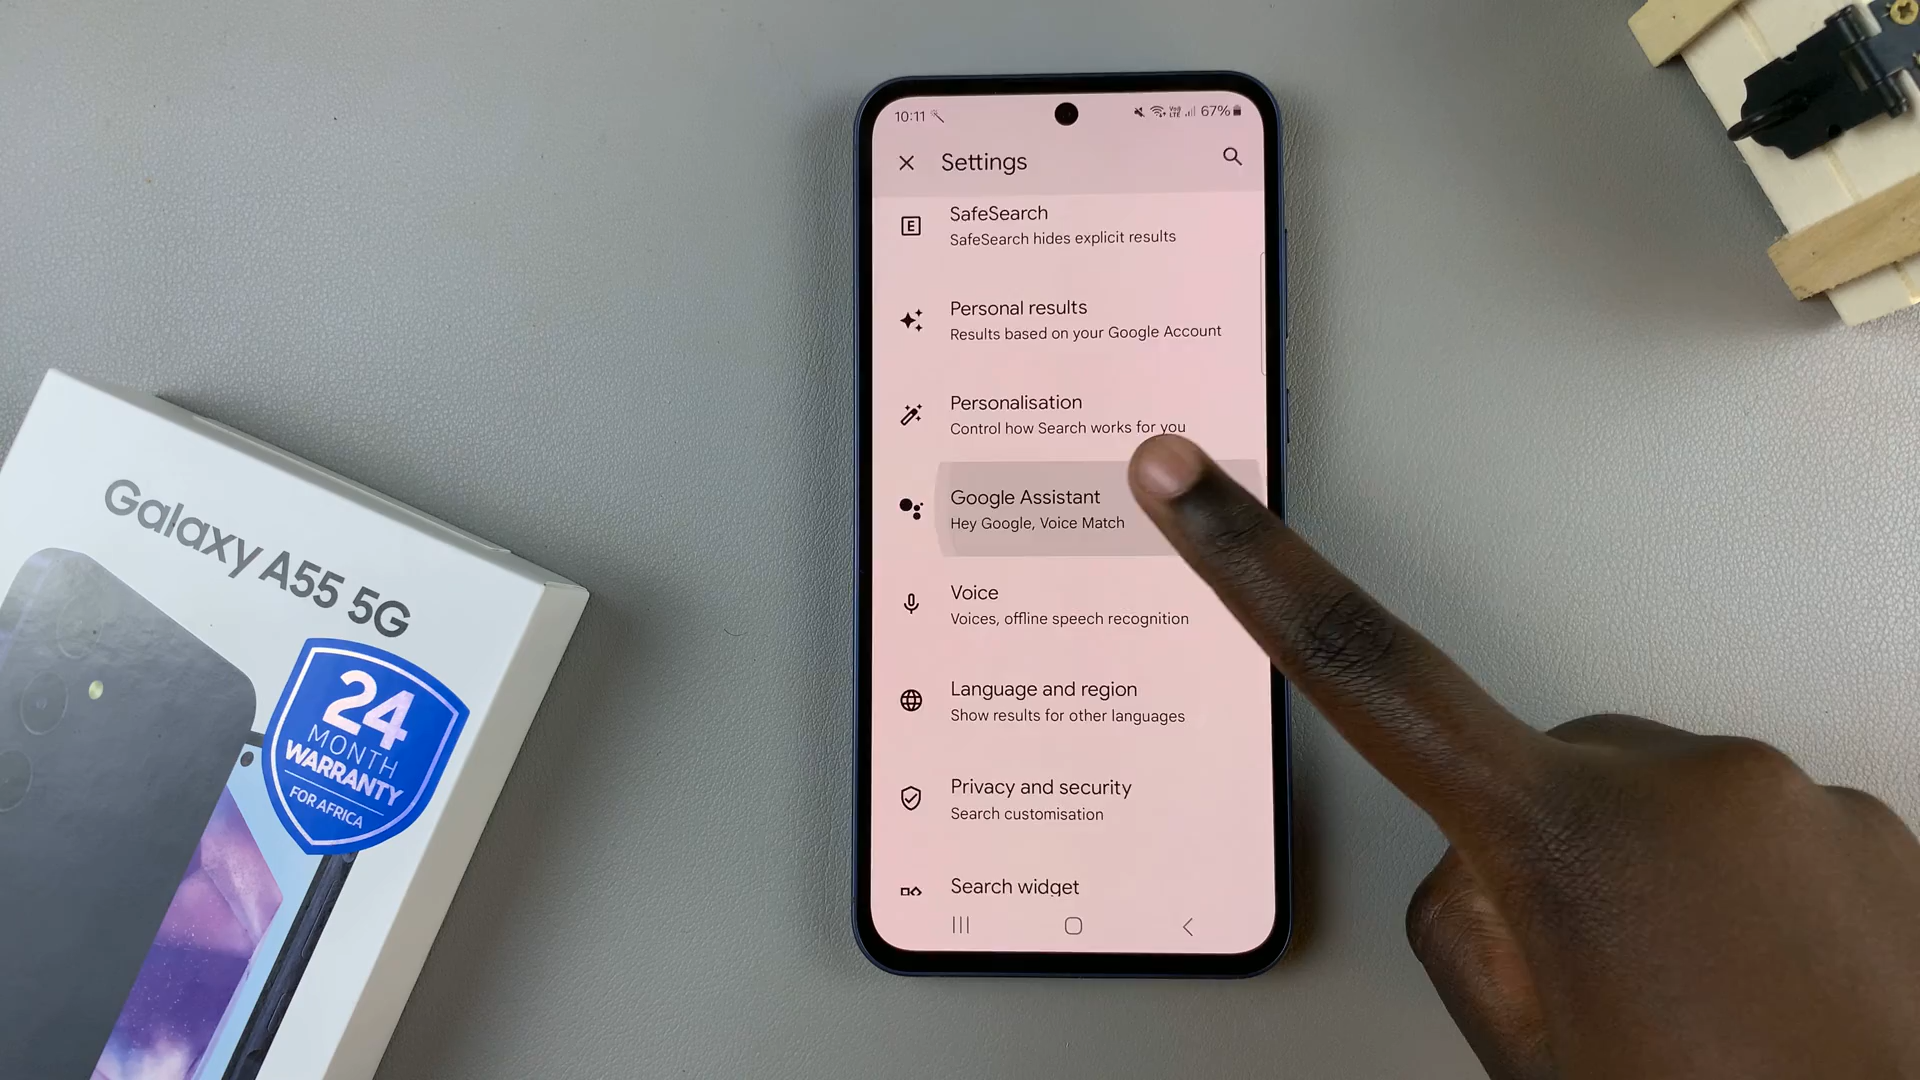 10:11
67%
Settings
E
SafeSearch
SafeSearch hides explicit results
Personal results
Results based on your Google Account
Personalisation
Control how Search works for you
Google Assistant
Hey Google, Voice Match
Voice
Voices, offline speech recognition
Language and region
Show results for other languages
Privacy and security
Search customisation
Search widget
Galaxy A55 5G
24
MONTH
WARRANTY
FOR AFRICA